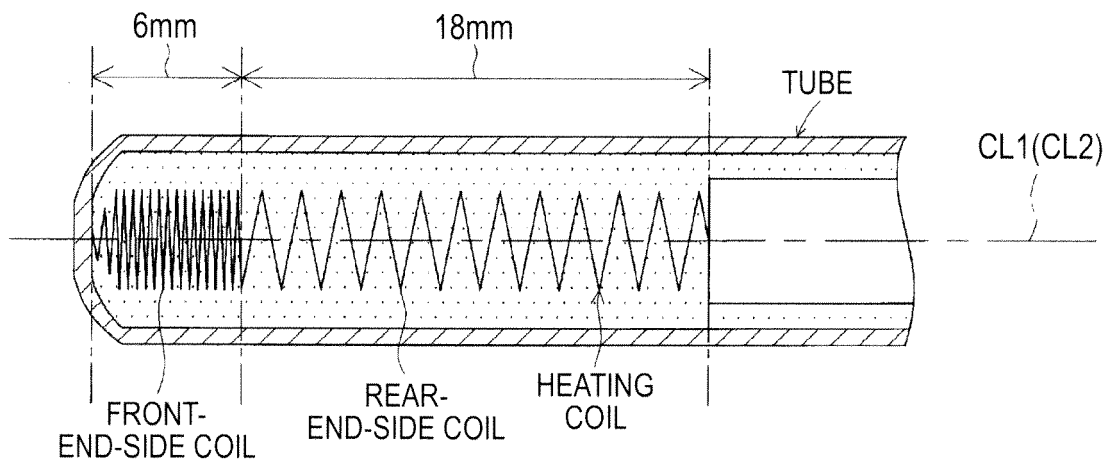 6mm
18mm
TUBE
CL1(CL2)
FRONT-
END-SIDE COIL
REAR-
END-SIDE COIL
HEATING
COIL